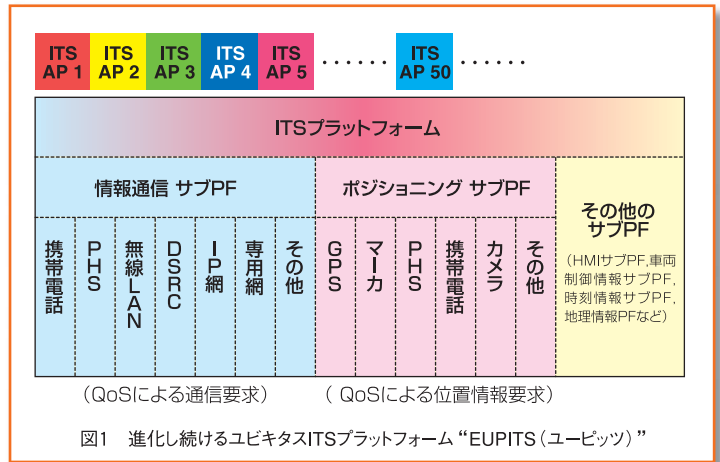 ITS AP 1 ITS AP 2 ITS AP 3 ITS AP 4 ITS AP 5 ・・・・・・ ITS AP 50 ・・・・・・
ITSプラットフォーム
情報通信 サブPF
携帯電話
PHS
無線LAN
DSRC
IP網
専用網
その他
ポジショニング サブPF
GPS
マーカ
PHS
携帯電話
カメラ
その他
その他の
サブPF
（HMIサブPF,車両
制御情報サブPF,
時刻情報サブPF,
地理情報PFなど）
（QoSによる通信要求）
（ QoSによる位置情報要求）
図1 進化し続けるユビキタスITSプラットフォーム“EUPITS（ユーピッツ）”